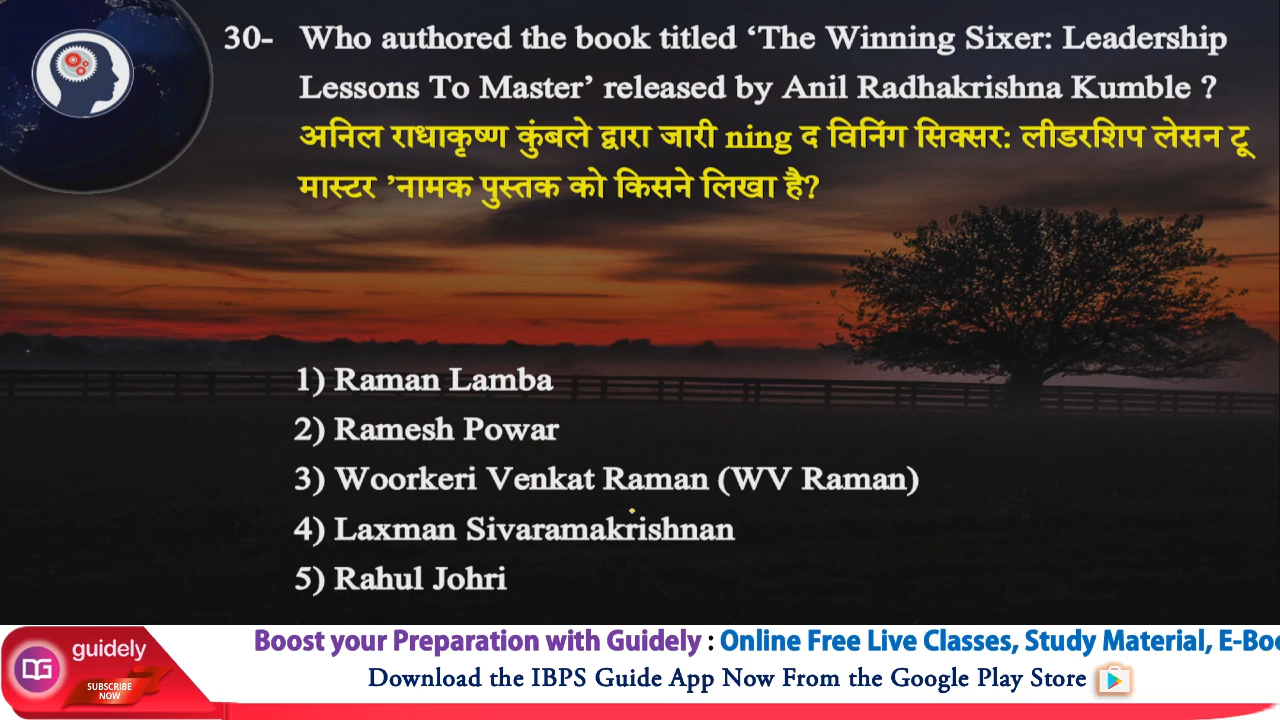 30- Who authored the book titled ‘The Winning Sixer: Leadership
Lessons To Master’ released by Anil Radhakrishna Kumble ?
अनिल राधाकृष्ण कुंबले द्वारा जारी ning द विनिंग सिक्सर: लीडरशिप लेसन टू
मास्टर ’नामक पुस्तक को किसने लिखा है?
1) Raman Lamba
2) Ramesh Powar
3) Woorkeri Venkat Raman (WV Raman)
4) Laxman Sivaramakrishnan
5) Rahul Johri
guidely
SUBSCRIBE
NOW
Boost your Preparation with Guidely : Online Free Live Classes, Study Material, E-Boo
Download the IBPS Guide App Now From the Google Play Store